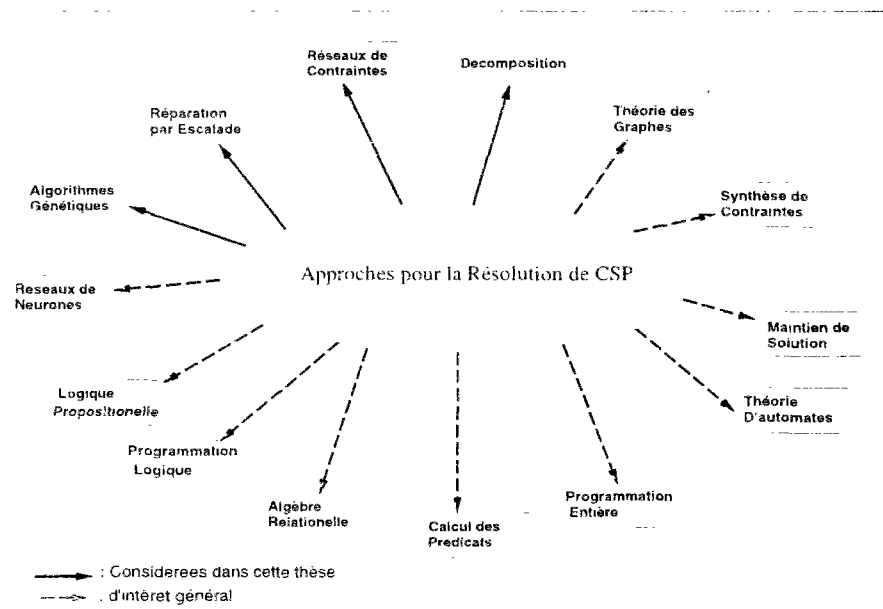 Réseaux de
Contraintes
Decomposition
Réparation
par Escalade
Théorie des
Graphes
Algorithmes
Génétiques
Synthèse de
Contraintes
Approches pour la Résolution de CSP
Reseaux de
Neurones
Maintien de
Solution
Logique
Propositionelle
Théorie
D'automates
Programmation
Logique
Algèbre
Relationelle
Calcul des
Predicats
Programmation
Entière
: Considerees dans cette thèse
. d'intèret général